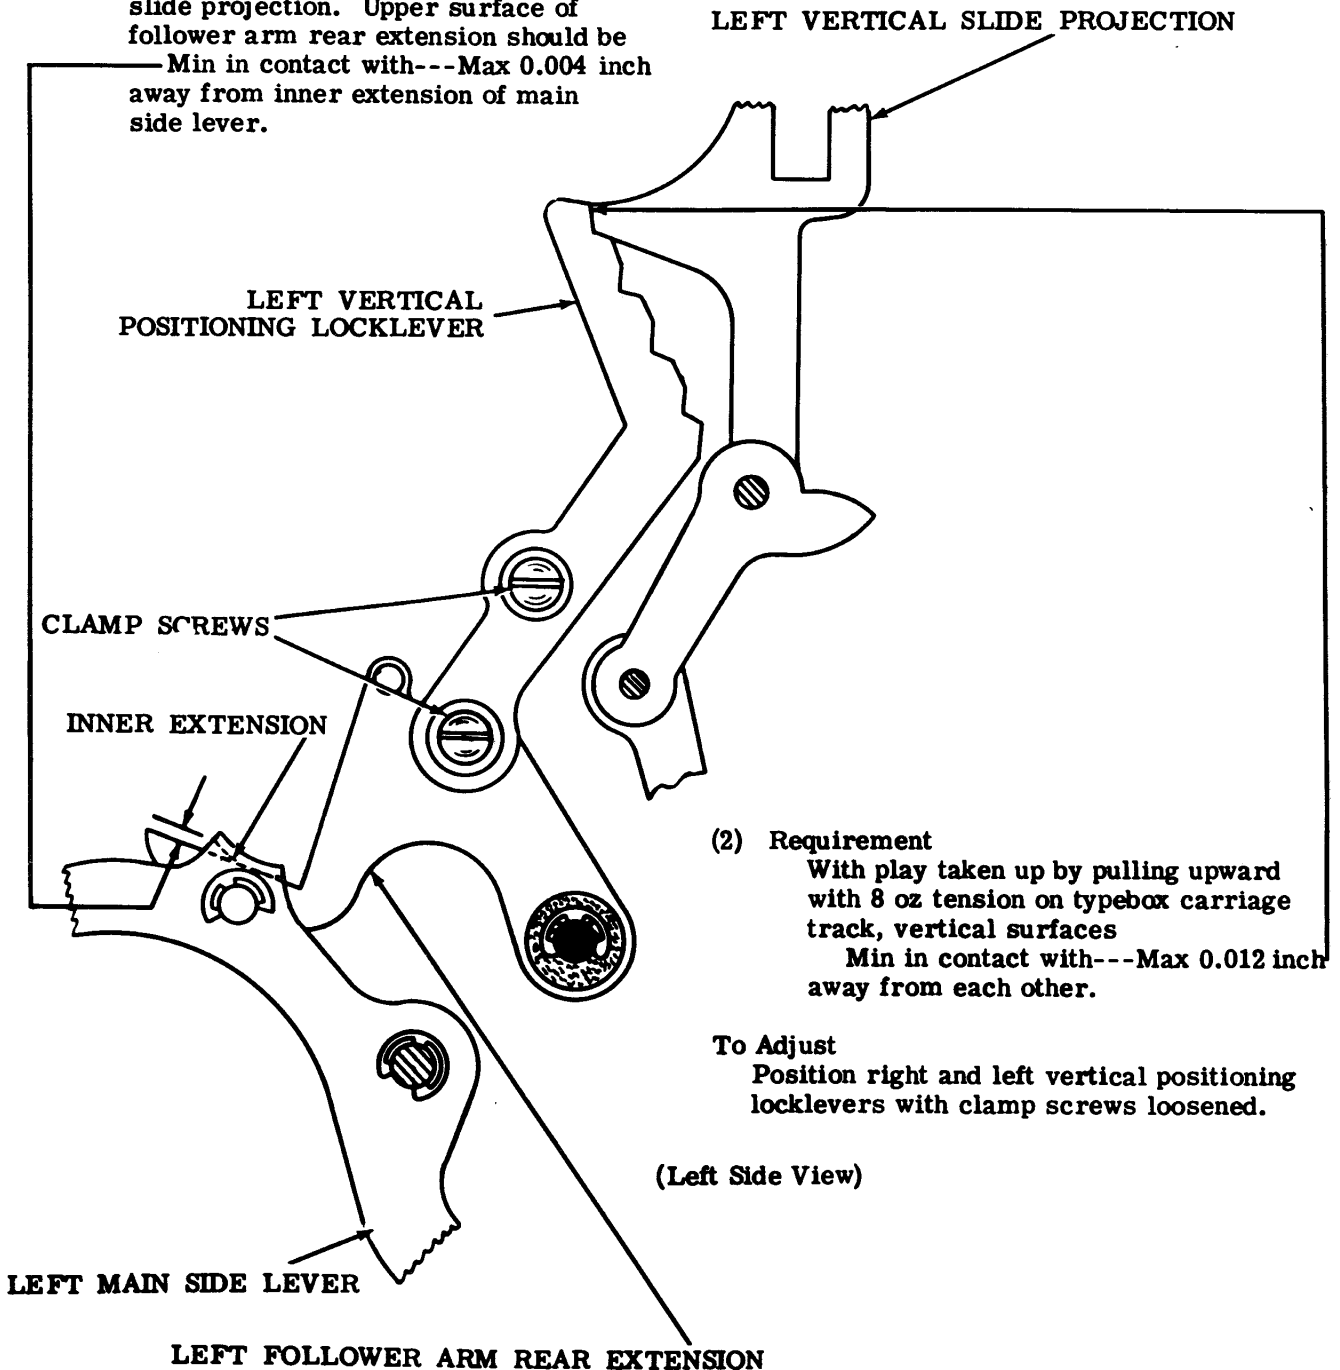 slide projection. Upper surface of
follower arm rear extension should be
Min in contact with---Max 0.004 inch
away from inner extension of main
side lever.
LEFT VERTICAL SLIDE PROJECTION
LEFT VERTICAL
POSITIONING LOCKLEVER
CLAMP SCREWS
INNER EXTENSION
(2) Requirement
With play taken up by pulling upward
with 8 oz tension on typebox carriage
track, vertical surfaces
Min in contact with---Max 0.012 inch
away from each other.
To Adjust
Position right and left vertical positioning
locklevers with clamp screws loosened.
(Left Side View)
LEFT MAIN SIDE LEVER
LEFT FOLLOWER ARM REAR EXTENSION